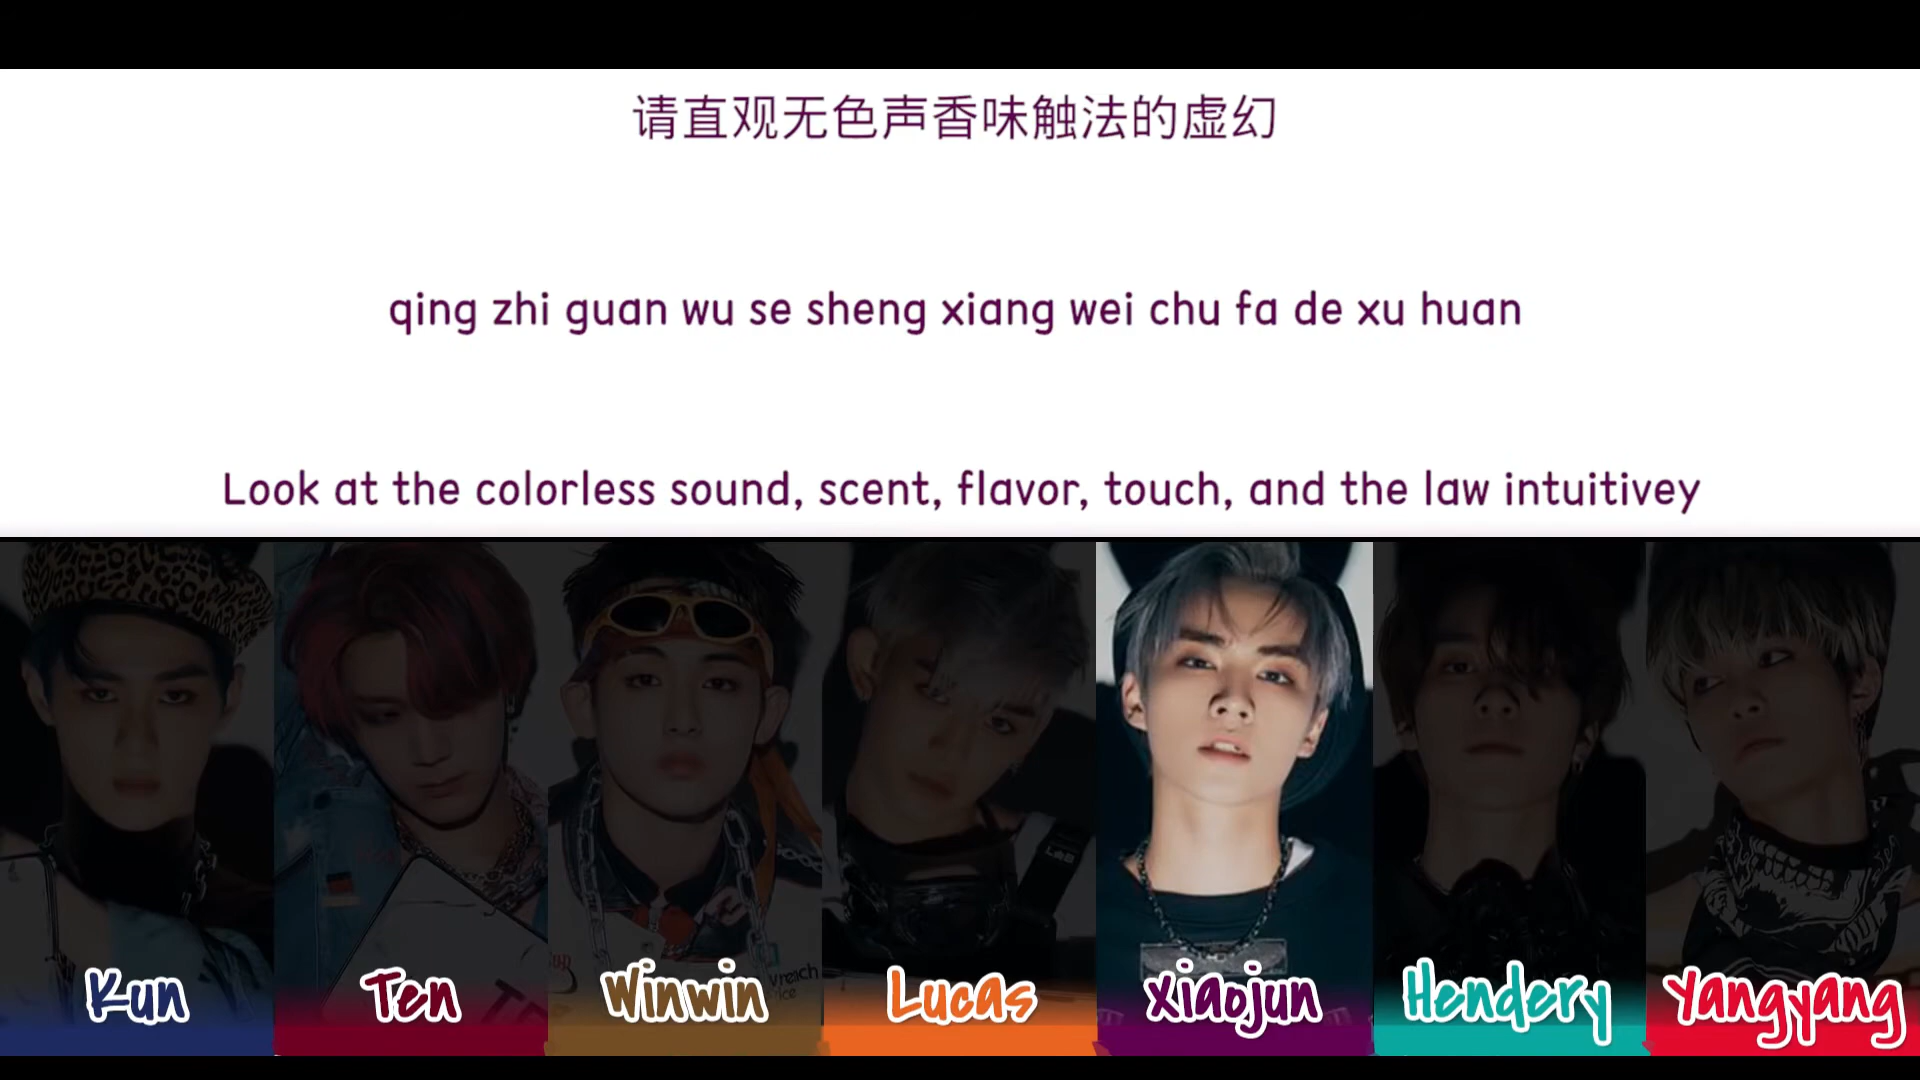 请直观无色声香味触法的虚幻
qing zhi guan wu se sheng xiang wei chu fa de xu huan
Look at the colorless sound, scent, flavor, touch, and the law intuitivey
Kun Ten Winwin Lucas Xiaojun Hendery Yangyang